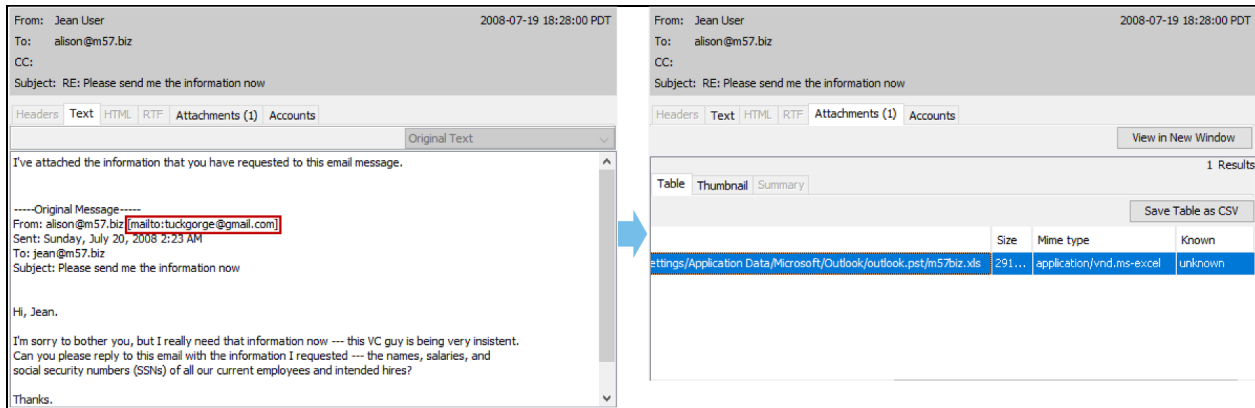 From: Jean User 2008-07-19 18:28:00 PDT
To: alison@m57.biz
CC:
Subject: RE: Please send me the information now
Headers Text HTML RTF Attachments (1) Accounts
Original Text
I've attached the information that you have requested to this email message.
-----Original Message-----
From: alison@m57.biz [mailto:tuckgorge@gmail.com]
Sent: Sunday, July 20, 2008 2:23 AM
To: jean@m57.biz
Subject: Please send me the information now
Hi, Jean.
I'm sorry to bother you, but I really need that information now --- this VC guy is being very insistent.
Can you please reply to this email with the information I requested --- the names, salaries, and
social security numbers (SSNs) of all our current employees and intended hires?
Thanks.
From: Jean User 2008-07-19 18:28:00 PDT
To: alison@m57.biz
CC:
Subject: RE: Please send me the information now
Headers Text HTML RTF Attachments (1) Accounts
View in New Window
1 Results
Table Thumbnail Summary
Save Table as CSV
Size Mime type Known
ettings/Application Data/Microsoft/Outlook/outlook.pst/m57biz.xls 291... application/vnd.ms-excel unknown